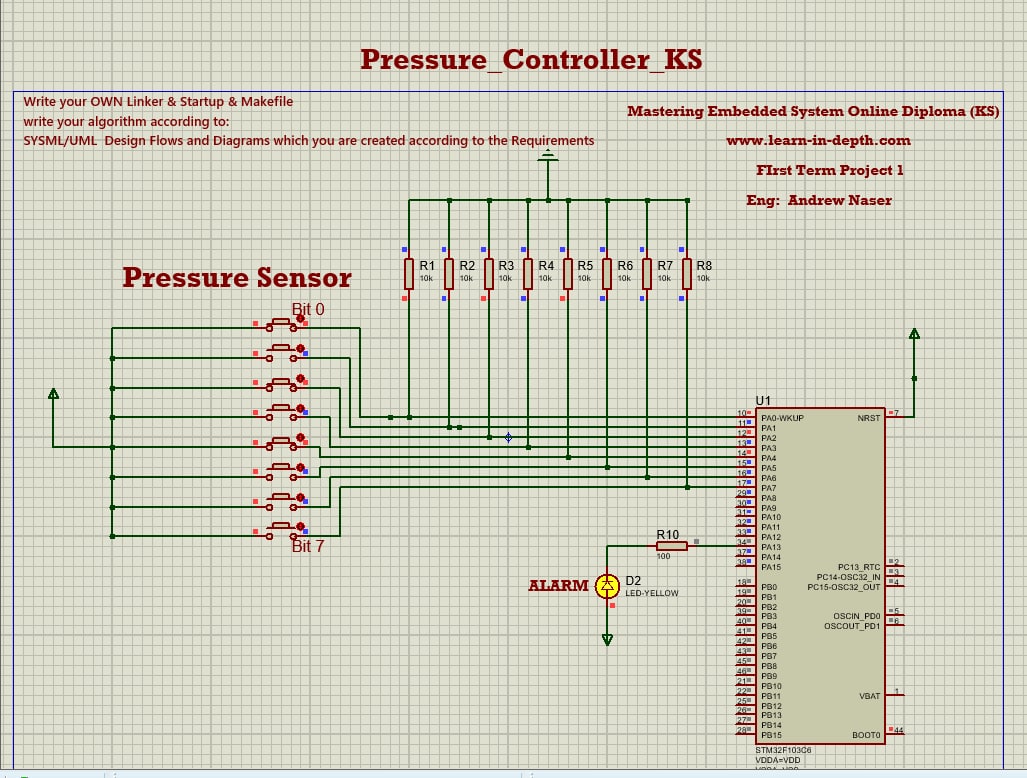 Pressure_Controller_KS
Write your OWN Linker & Startup & Makefile
write your algorithm according to:
SYSML/UML Design Flows and Diagrams which you are created according to the Requirements
Mastering Embedded System Online Diploma (KS)
www.learn-in-depth.com
FIrst Term Project 1
Eng: Andrew Naser
R1
10k
R2
10k
R3
10k
R4
10k
R5
10k
R6
10k
R7
10k
R8
10k
Pressure Sensor
Bit 0
Bit 7
U1
10 PA0-WKUP
11 PA1
12 PA2
13 PA3
14 PA4
15 PA5
16 PA6
17 PA7
29 PA8
30 PA9
31 PA10
32 PA11
33 PA12
34 PA13
37 PA14
38 PA15
18 PB0
19 PB1
20 PB2
39 PB3
40 PB4
41 PB5
42 PB6
43 PB7
45 PB8
46 PB9
21 PB10
22 PB11
25 PB12
26 PB13
27 PB14
28 PB15
NRST 7
PC13_RTC 2
PC14-OSC32_IN 3
PC15-OSC32_OUT 4
OSCIN_PD0 5
OSCOUT_PD1 6
VBAT 1
BOOT0 44
R10
100
ALARM
D2
LED-YELLOW
STM32F103C6
VDDA=VDD